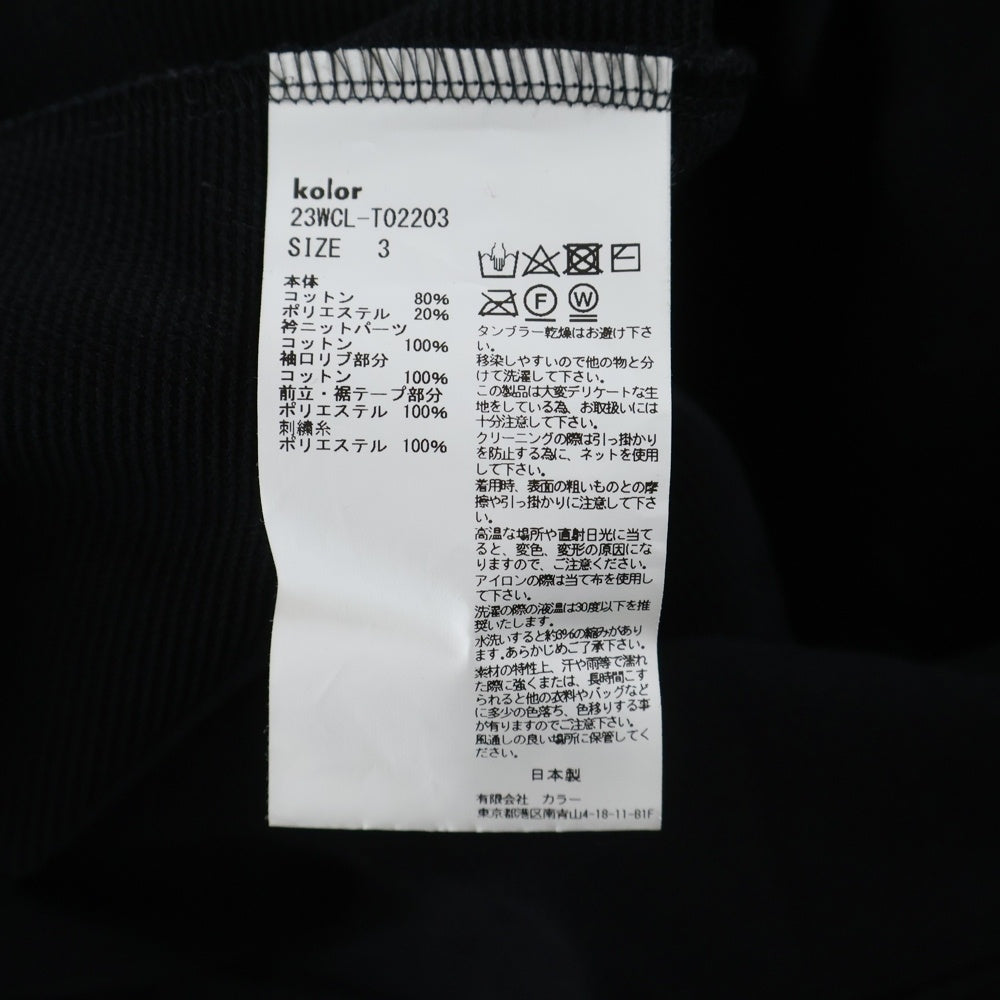 kolor
23WCL-T02203
SIZE 3
本体
コットン 80%
ポリエステル 20%
衿ニットパーツ
コットン 100%
袖口リブ部分
コットン 100%
前立・裾テープ部分
ポリエステル 100%
刺繍糸
ポリエステル 100%
F
W
タンブラー乾燥はお避け下さ
い。
移染しやすいので他の物と分
けて洗濯して下さい。
この製品は大変デリケートな生
地をしている為、お取扱いには
十分注意して下さい。
クリーニングの際は引っ掛かり
を防止する為に、ネットを使用
して下さい。
着用時、表面の粗いものとの摩
擦や引っ掛かりに注意して下さ
い。
高温な場所や直射日光に当て
ると、変色、変形の原因にな
りますので、ご注意ください。
アイロンの際は当て布を使用し
て下さい。
洗濯の際の液温は30度以下を推
奨いたします。
水洗いすると約3%の縮みがあり
ます。あらかじめご了承下さい。
素材の特性上、汗や雨等で濡れ
た際に強くまたは、長時間こす
られると他の衣料やバッグなど
に多少の色落ち、色移りする事
が有りますのでご注意下さい。
風通しの良い場所に保管してく
ださい。
日本製
有限会社 カラー
東京都港区南青山4-18-11-B1F